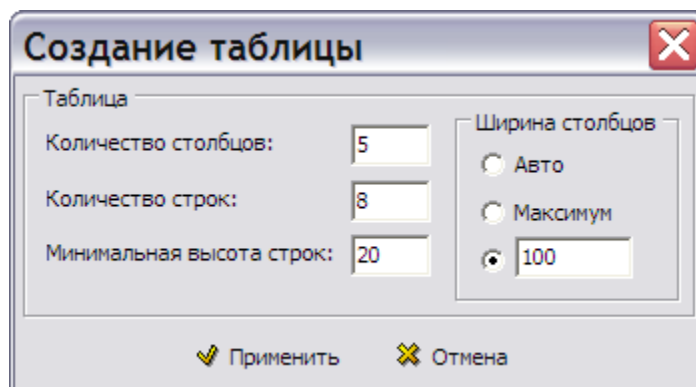 Создание таблицы
Таблица
Количество столбцов: 5
Количество строк: 8
Минимальная высота строк: 20
Ширина столбцов
Авто
Максимум
100
Применить Отмена